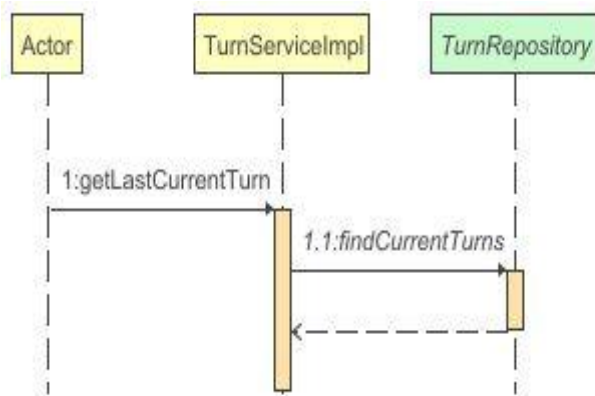 Actor
TurnServiceImpl
TurnRepository
1:getLastCurrentTurn
1.1:findCurrentTurns